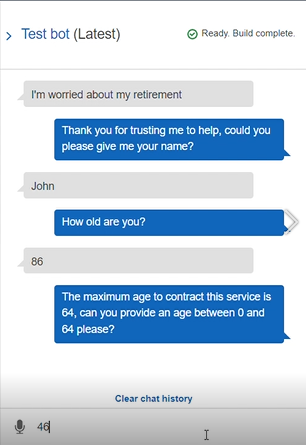 Test bot (Latest)
Ready. Build complete.
I'm worried about my retirement
Thank you for trusting me to help, could you
please give me your name?
John
How old are you?
86
The maximum age to contract this service is
64, can you provide an age between 0 and
64 please?
Clear chat history
46